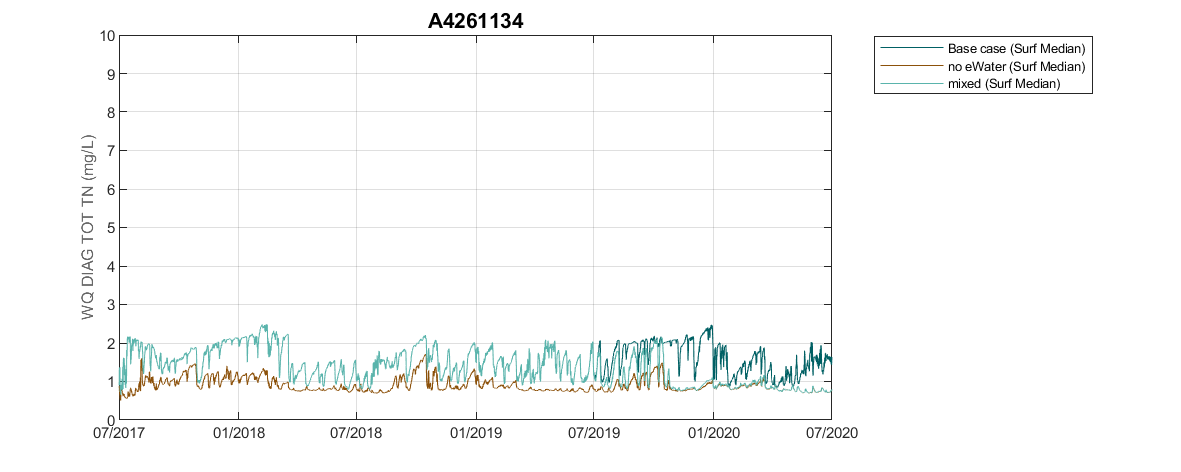 A4261134
10
9
8
7
6
5
4
3
2
1
0
WQ DIAG TOT TN (mg/L)
07/2017 01/2018 07/2018 01/2019 07/2019 01/2020 07/2020
Base case (Surf Median)
no eWater (Surf Median)
mixed (Surf Median)